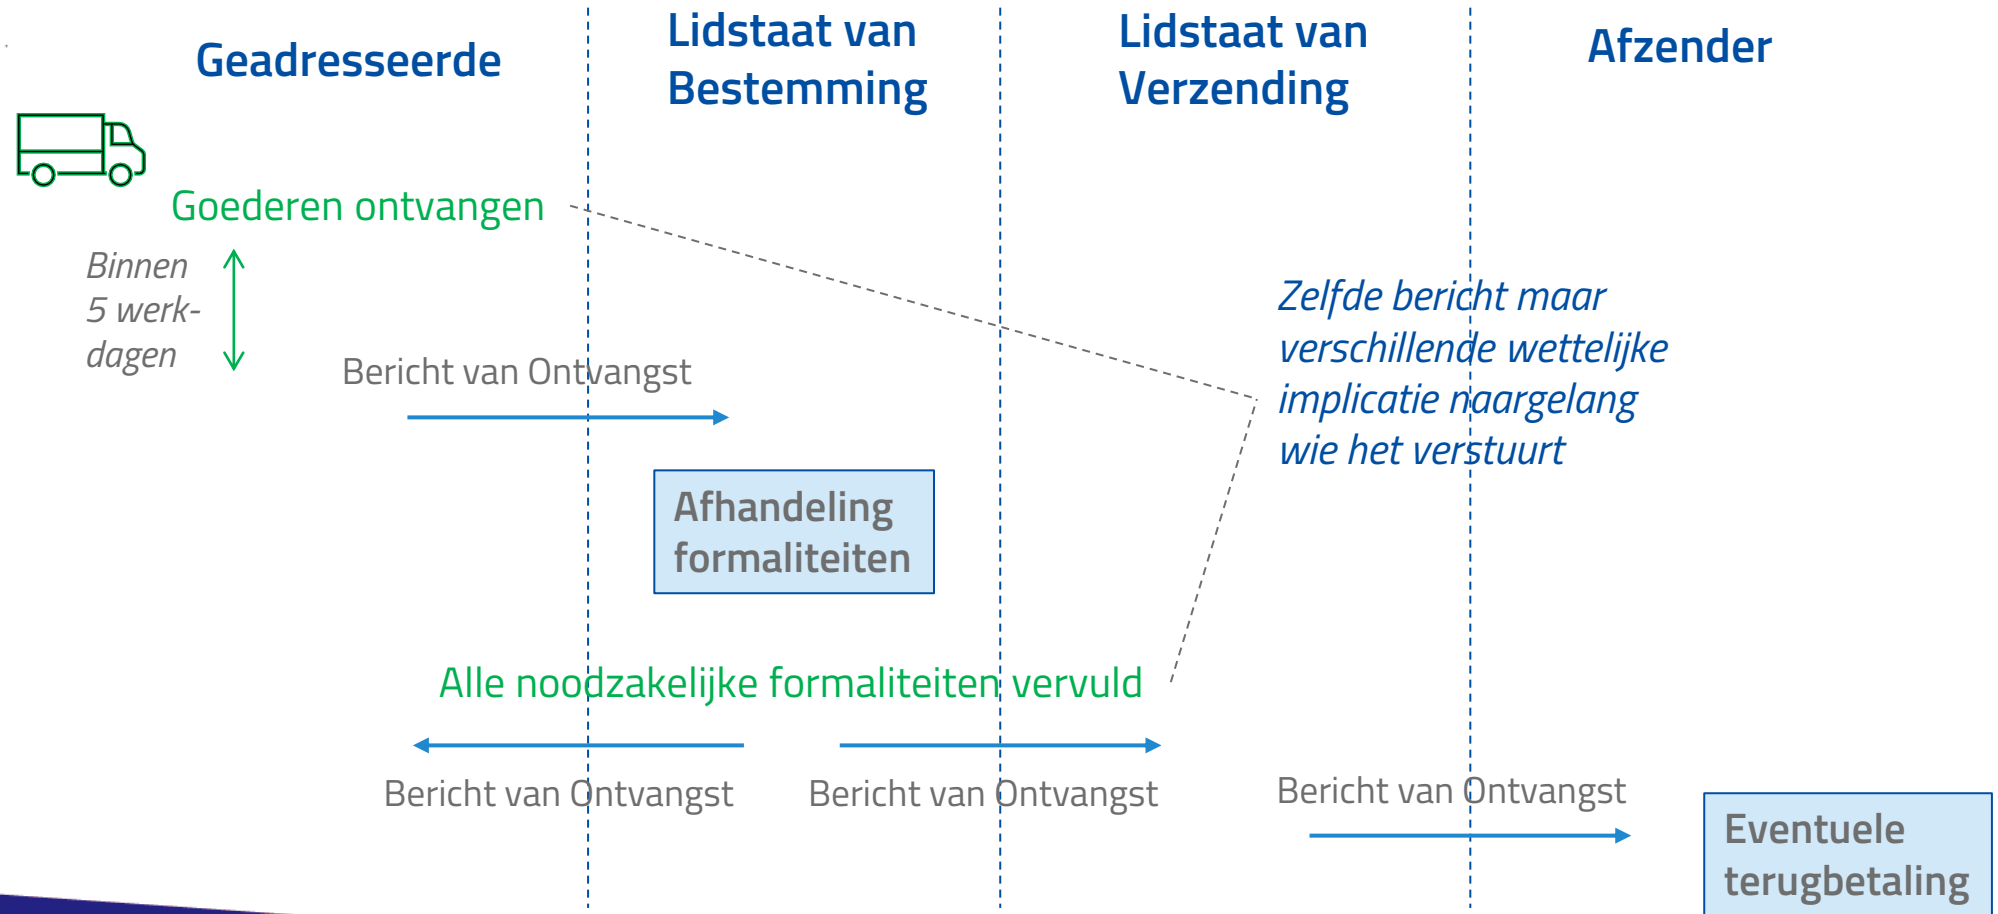 Geadresseerde
Lidstaat van
Bestemming
Lidstaat van
Verzending
Afzender
Goederen ontvangen
Binnen
5 werk-
dagen
Bericht van Ontvangst
Zelfde bericht maar
verschillende wettelijke
implicatie naargelang
wie het verstuurt
Afhandeling
formaliteiten
Alle noodzakelijke formaliteiten vervuld
Bericht van Ontvangst
Bericht van Ontvangst
Bericht van Ontvangst
Eventuele
terugbetaling